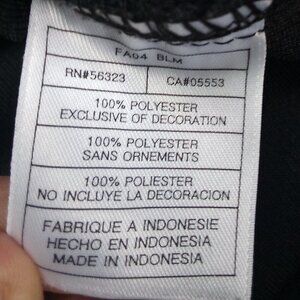 FA04 BLM
RN#56323 CA#05553
100% POLYESTER
EXCLUSIVE OF DECORATION
100% POLYESTER
SANS ORNEMENTS
100% POLIESTER
NO INCLUYE LA DECORACION
FABRIQUE A INDONESIE
HECHO EN INDONESIA
MADE IN INDONESIA